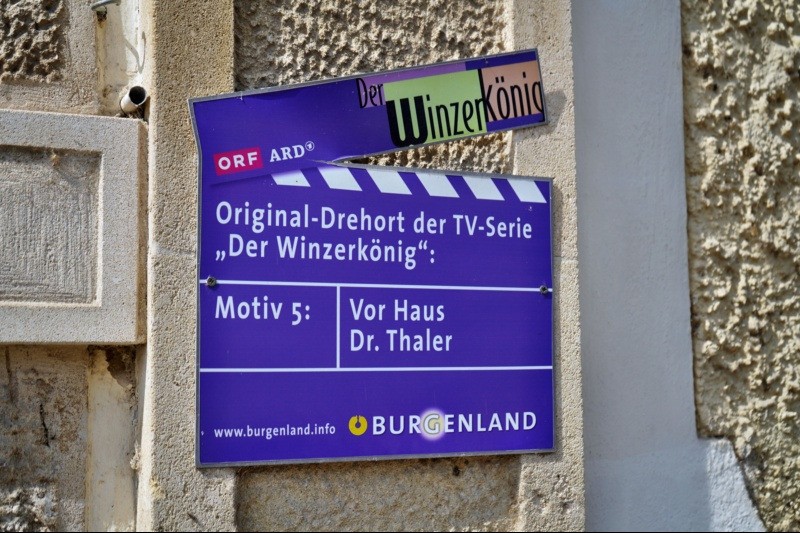 Der Winzerkönig
ORF ARD
Original-Drehort der TV-Serie
„Der Winzerkönig“:
Motiv 5: Vor Haus
Dr. Thaler
www.burgenland.info BURGENLAND